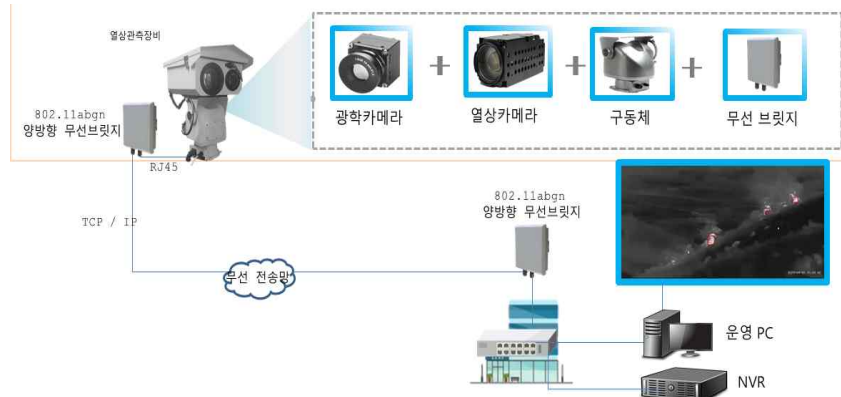 열상관측장비
광학카메라
열상카메라
구동체
무선 브릿지
802.11abgn
양방향 무선브릿지
RJ45
TCP / IP
802.11abgn
양방향 무선브릿지
무선 전송망
운영 PC
NVR